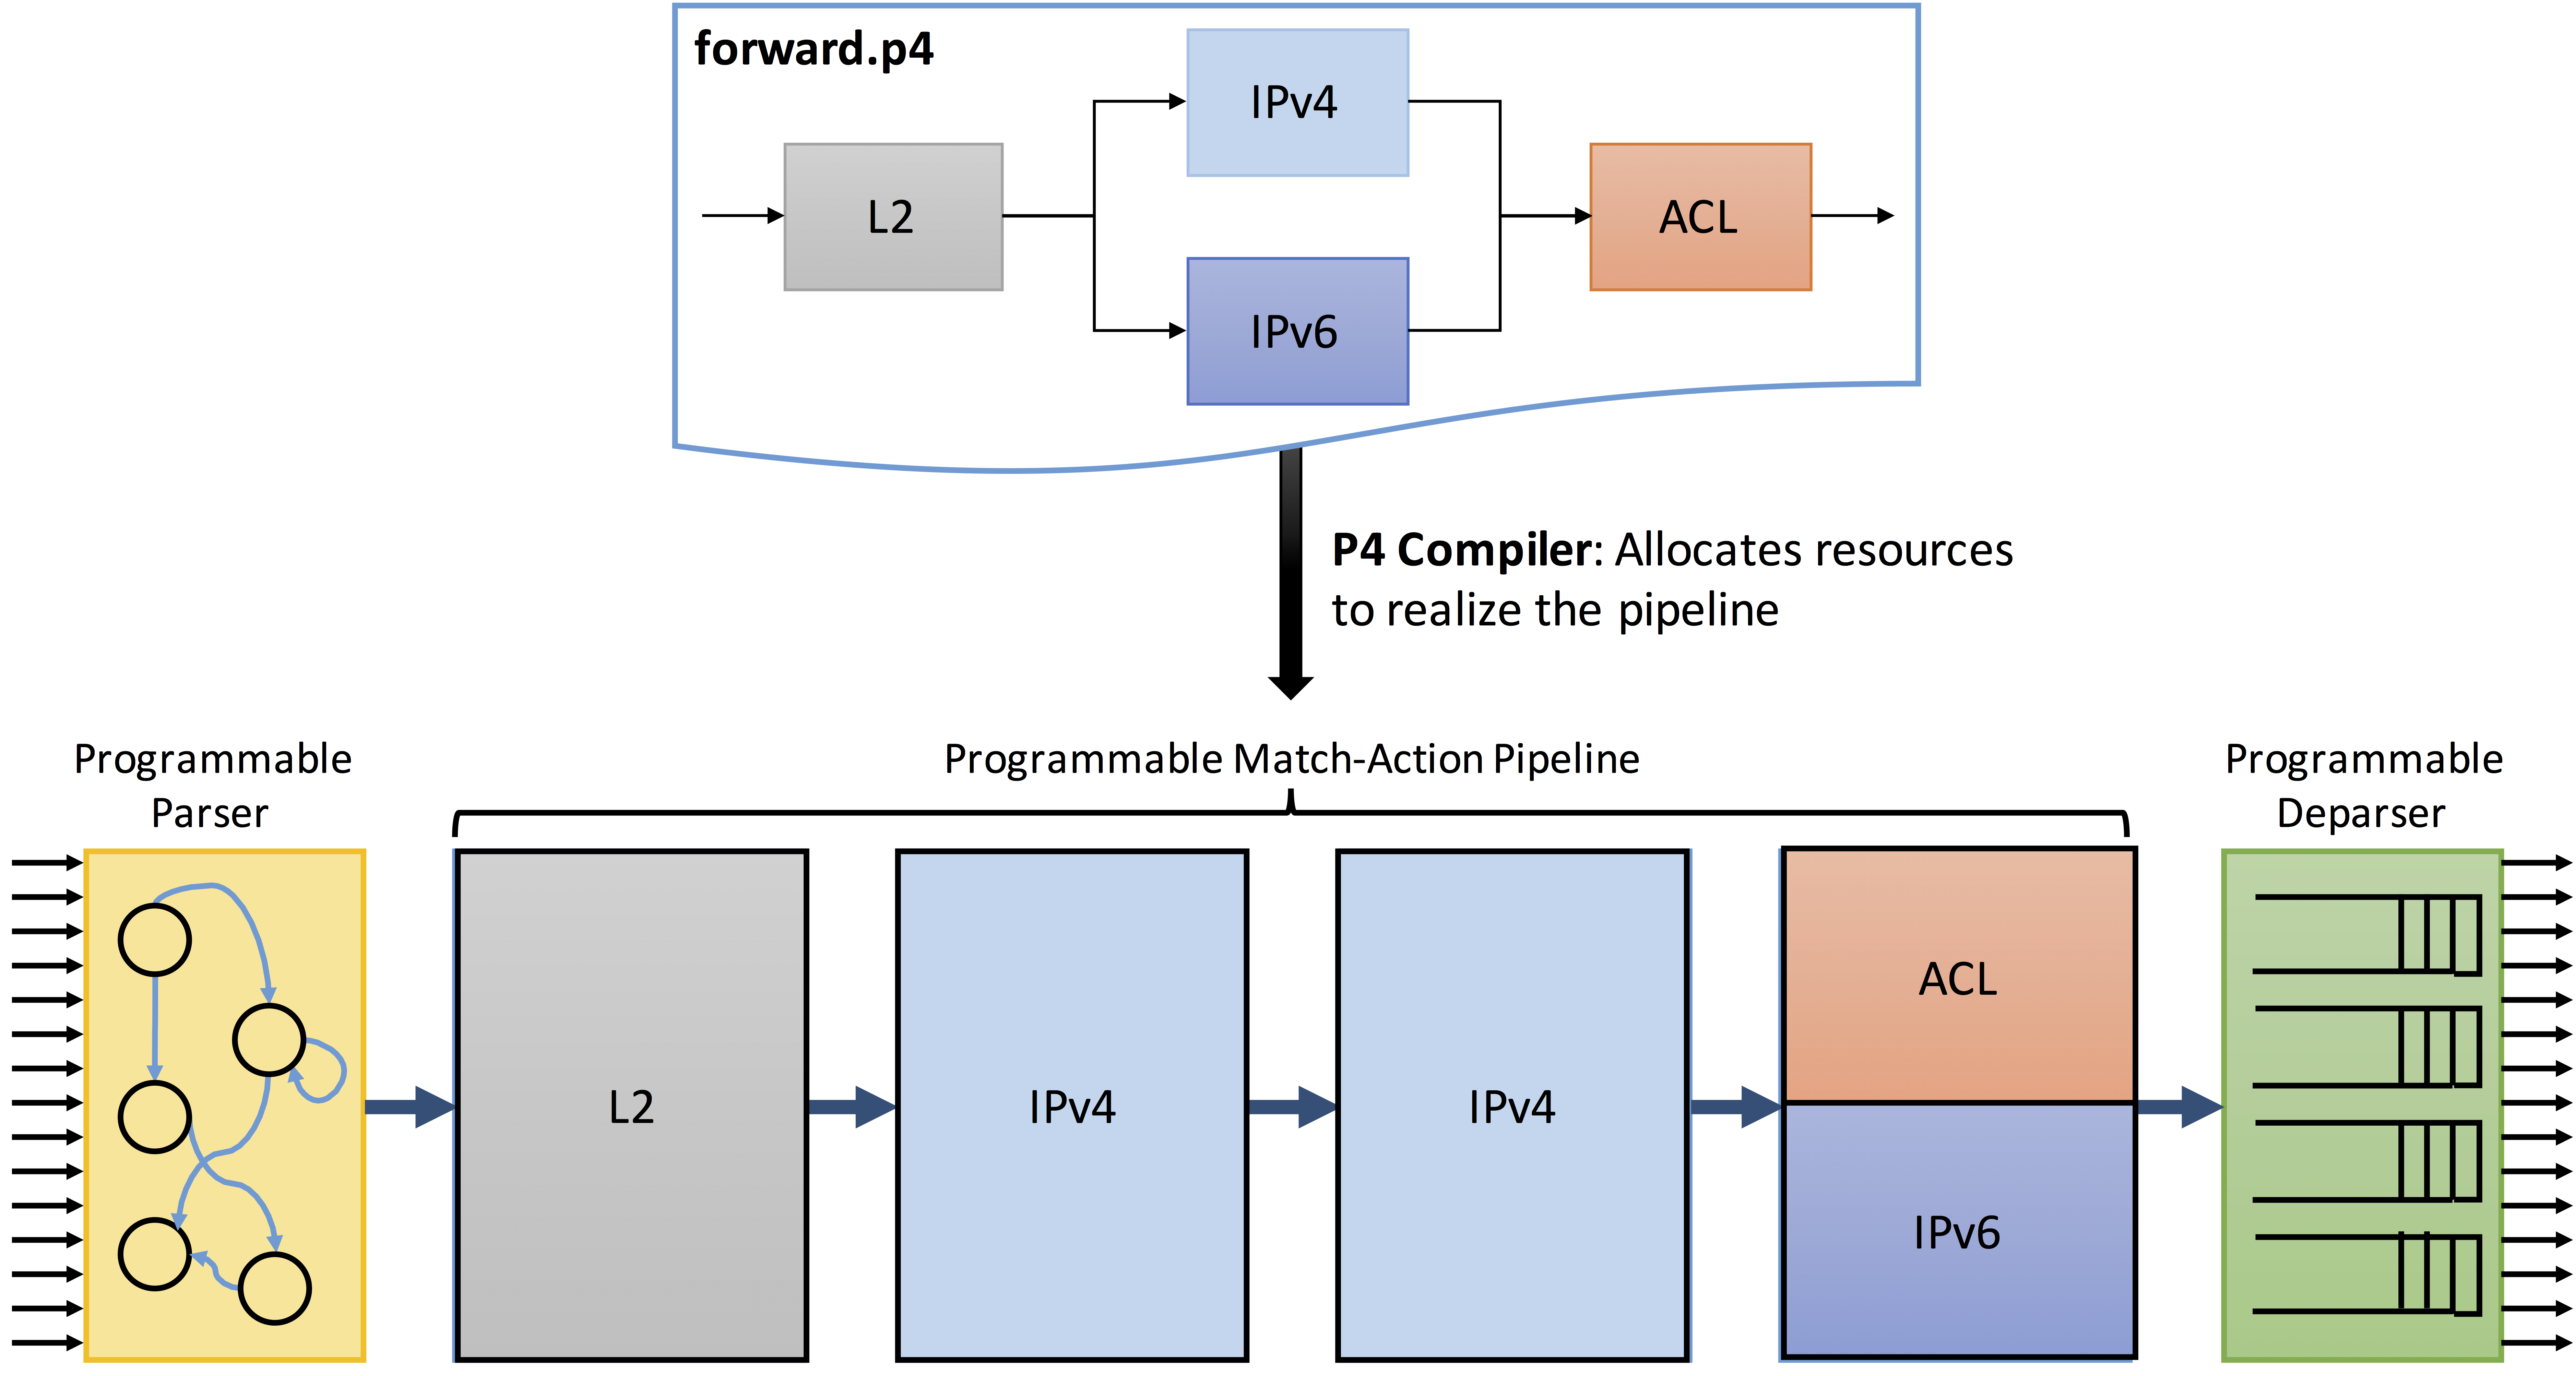 forward.p4
IPv4
L2
ACL
IPv6
P4 Compiler: Allocates resources
to realize the pipeline
Programmable
Parser
Programmable Match-Action Pipeline
Programmable
Deparser
L2
IPv4
IPv4
ACL
IPv6